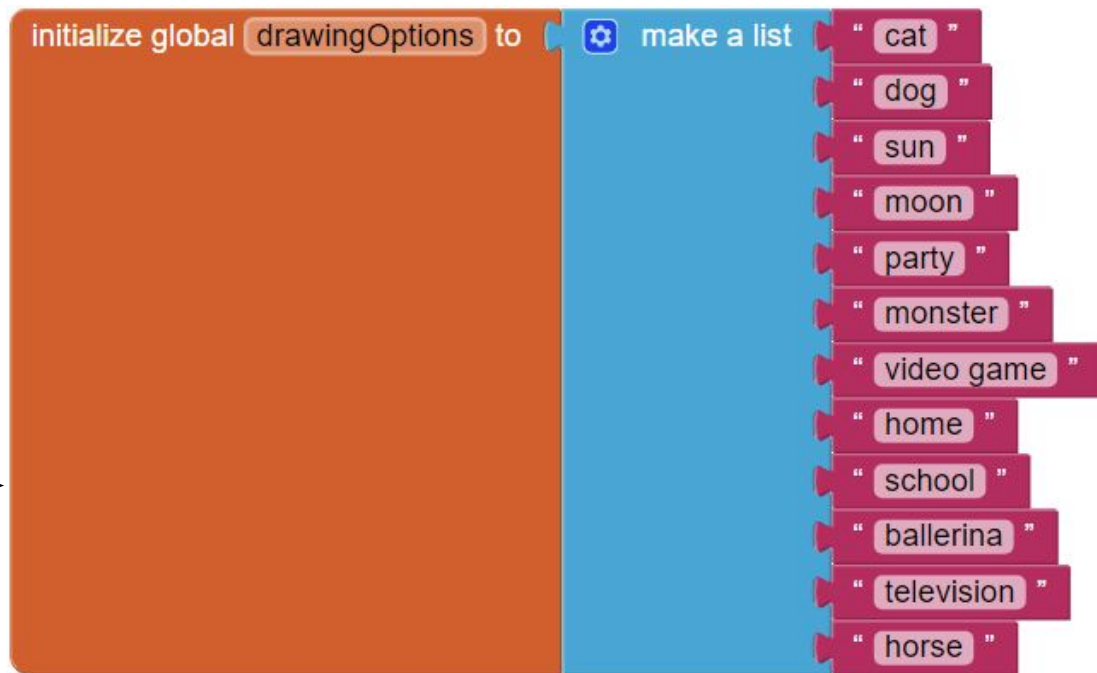 initialize global drawingOptions to make a list “ cat ”
“ dog ”
“ sun ”
“ moon ”
“ party ”
“ monster ”
“ video game ”
“ home ”
“ school ”
“ ballerina ”
“ television ”
“ horse ”